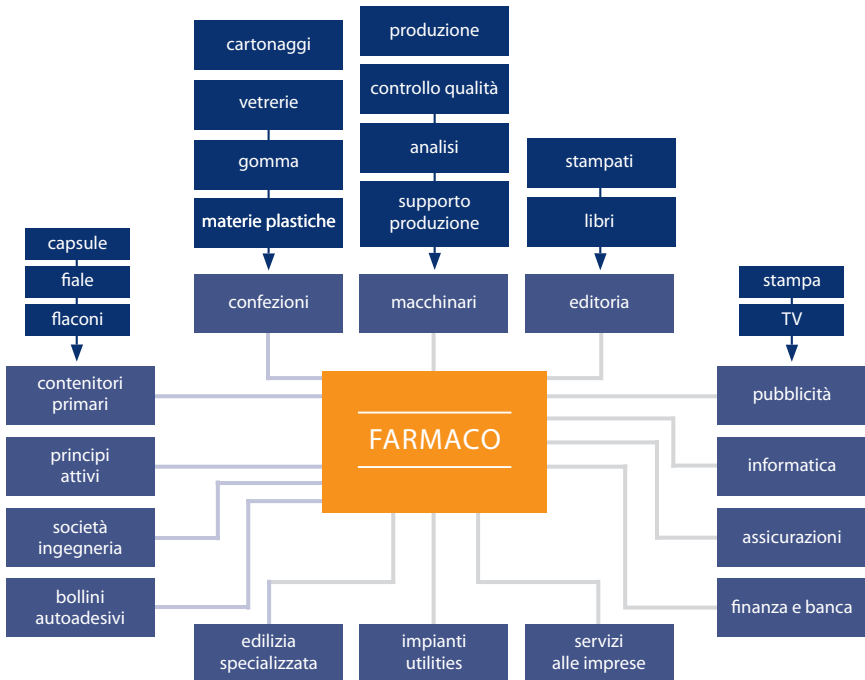 cartonaggi
vetrerie
gomma
materie plastiche
confezioni
produzione
controllo qualità
analisi
supporto
produzione
macchinari
stampati
libri
editoria
capsule
fiale
flaconi
contenitori
primari
principi
attivi
società
ingegneria
bollini
autoadesivi
FARMACO
stampa
TV
pubblicità
informatica
assicurazioni
finanza e banca
edilizia
specializzata
impianti
utilities
servizi
alle imprese